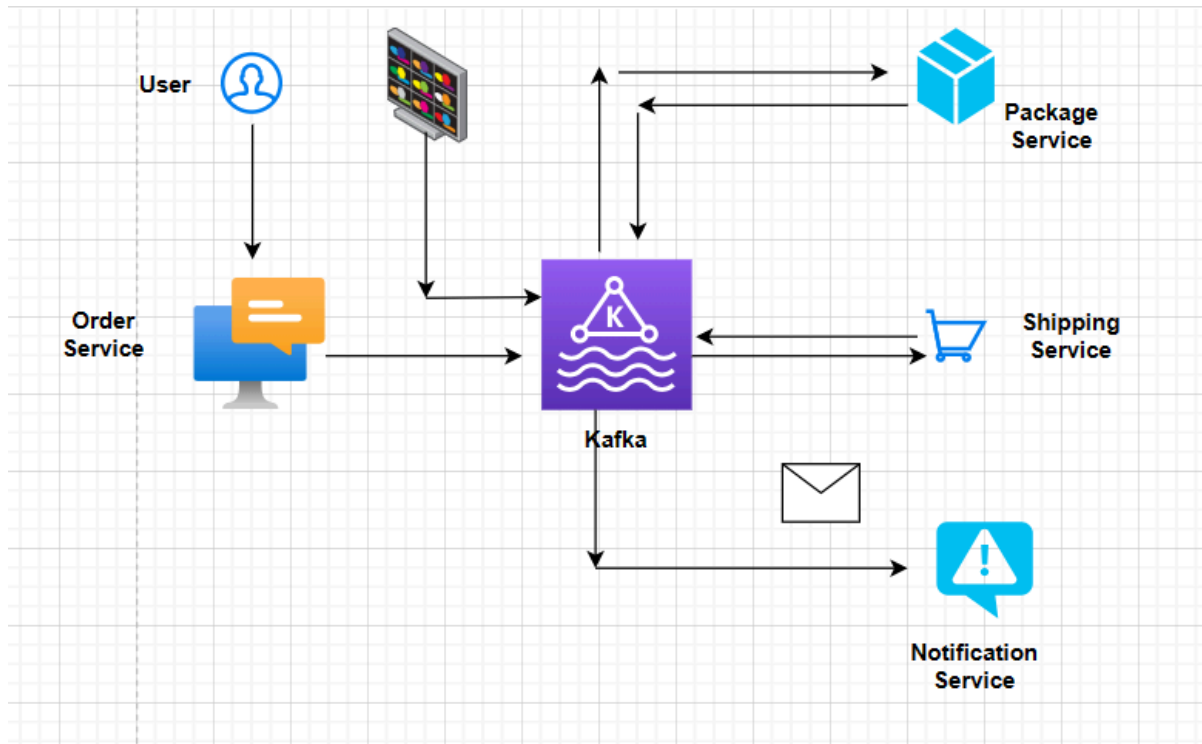 User
Package
Service
Order
Service
K
Shipping
Service
Kafka
!
Notification
Service